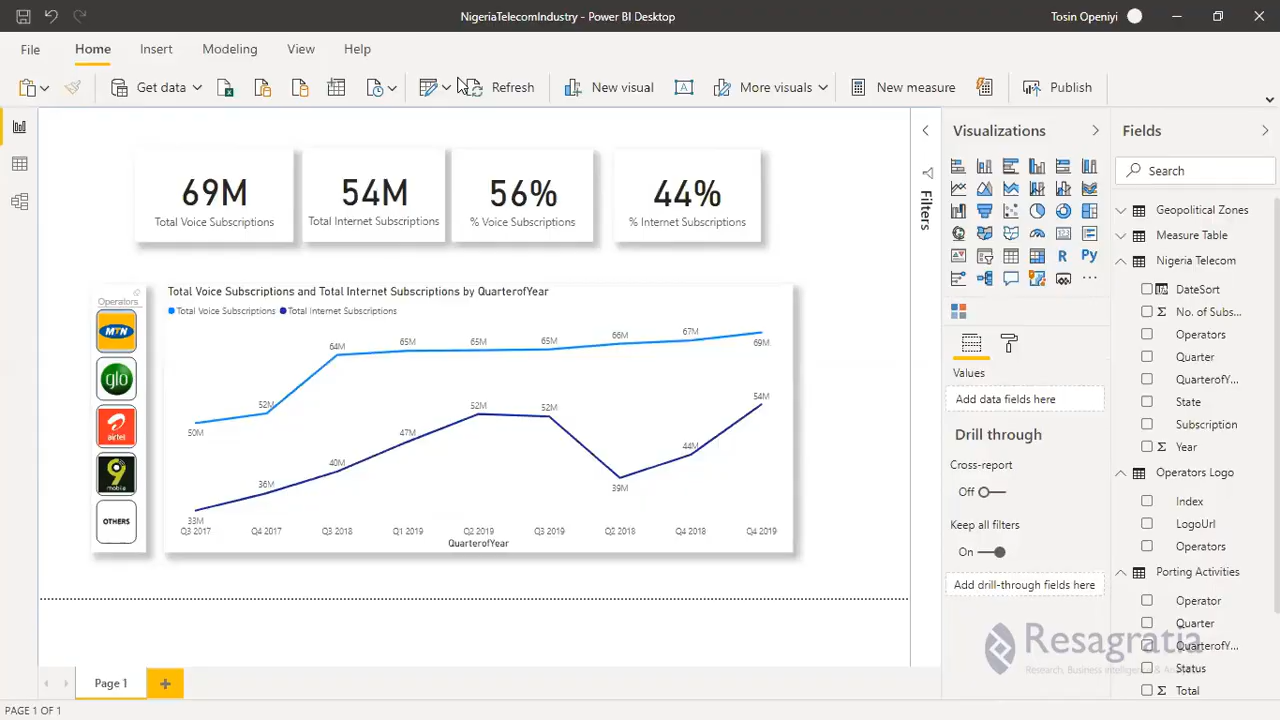 NigeriaTelecomIndustry - Power BI Desktop
Tosin Openiyi
File Home Insert Modeling View Help
Get data Refresh New visual More visuals New measure Publish
69M
Total Voice Subscriptions
54M
Total Internet Subscriptions
56%
% Voice Subscriptions
44%
% Internet Subscriptions
Operators
MTN
glo
airtel
9
mobile
OTHERS
Total Voice Subscriptions and Total Internet Subscriptions by QuarterofYear
Total Voice Subscriptions Total Internet Subscriptions
50M 52M 64M 65M 65M 65M 66M 67M 69M
33M 36M 40M 47M 52M 52M 39M 44M 54M
Q3 2017 Q4 2017 Q3 2018 Q1 2019 Q2 2019 Q3 2019 Q2 2018 Q4 2018 Q4 2019
QuarterofYear
Filters
Visualizations
R
Py
Values
Add data fields here
Drill through
Cross-report
Off
Keep all filters
On
Add drill-through fields here
Fields
Search
Geopolitical Zones
Measure Table
Nigeria Telecom
DateSort
Σ No. of Subs...
Operators
Quarter
QuarterofY...
State
Subscription
Σ Year
Operators Logo
Index
LogoUrl
Operators
Porting Activities
Operator
Quarter
QuarterofY...
Status
Σ Total
Resagratia
Research, Business Intelligence &
Page 1
PAGE 1 OF 1